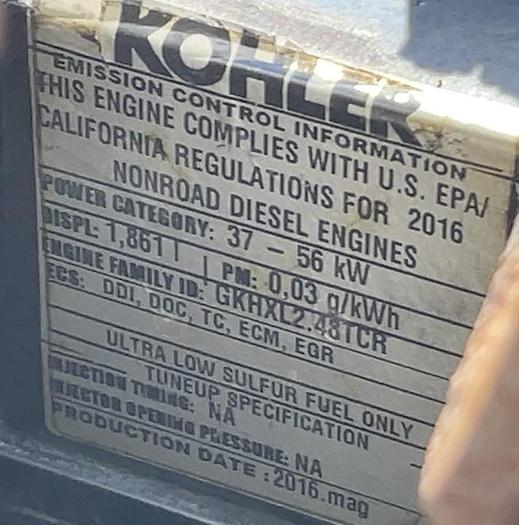 KOHLER
EMISSION CONTROL INFORMATION
THIS ENGINE COMPLIES WITH U.S. EPA/
CALIFORNIA REGULATIONS FOR 2016
NONROAD DIESEL ENGINES
POWER CATEGORY: 37 – 56 kW
DISPL: 1,861 l | PM: 0,03 g/kWh
ENGINE FAMILY ID: GKHXL2.48TCR
ECS: DDI, DOC, TC, ECM, EGR
ULTRA LOW SULFUR FUEL ONLY
TUNEUP SPECIFICATION
INJECTION TIMING: NA
INJECTOR OPENING PRESSURE: NA
PRODUCTION DATE : 2016.mag